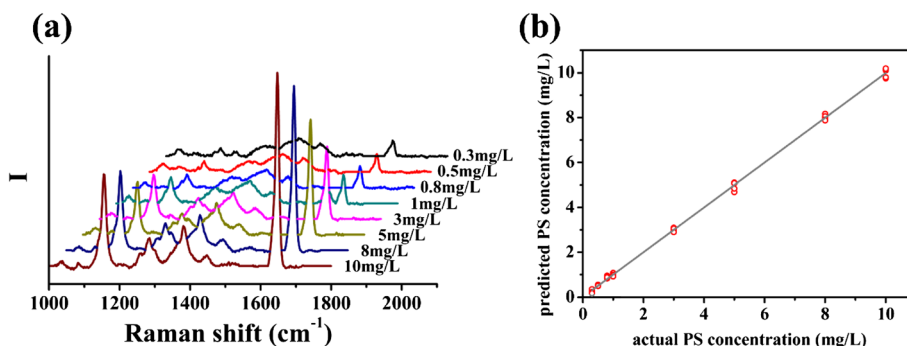 (a)
I
0.3mg/L
0.5mg/L
0.8mg/L
1mg/L
3mg/L
5mg/L
8mg/L
10mg/L
1000 1200 1400 1600 1800 2000
Raman shift (cm⁻¹)
(b)
predicted PS concentration (mg/L)
10
8
6
4
2
0
0 2 4 6 8 10
actual PS concentration (mg/L)